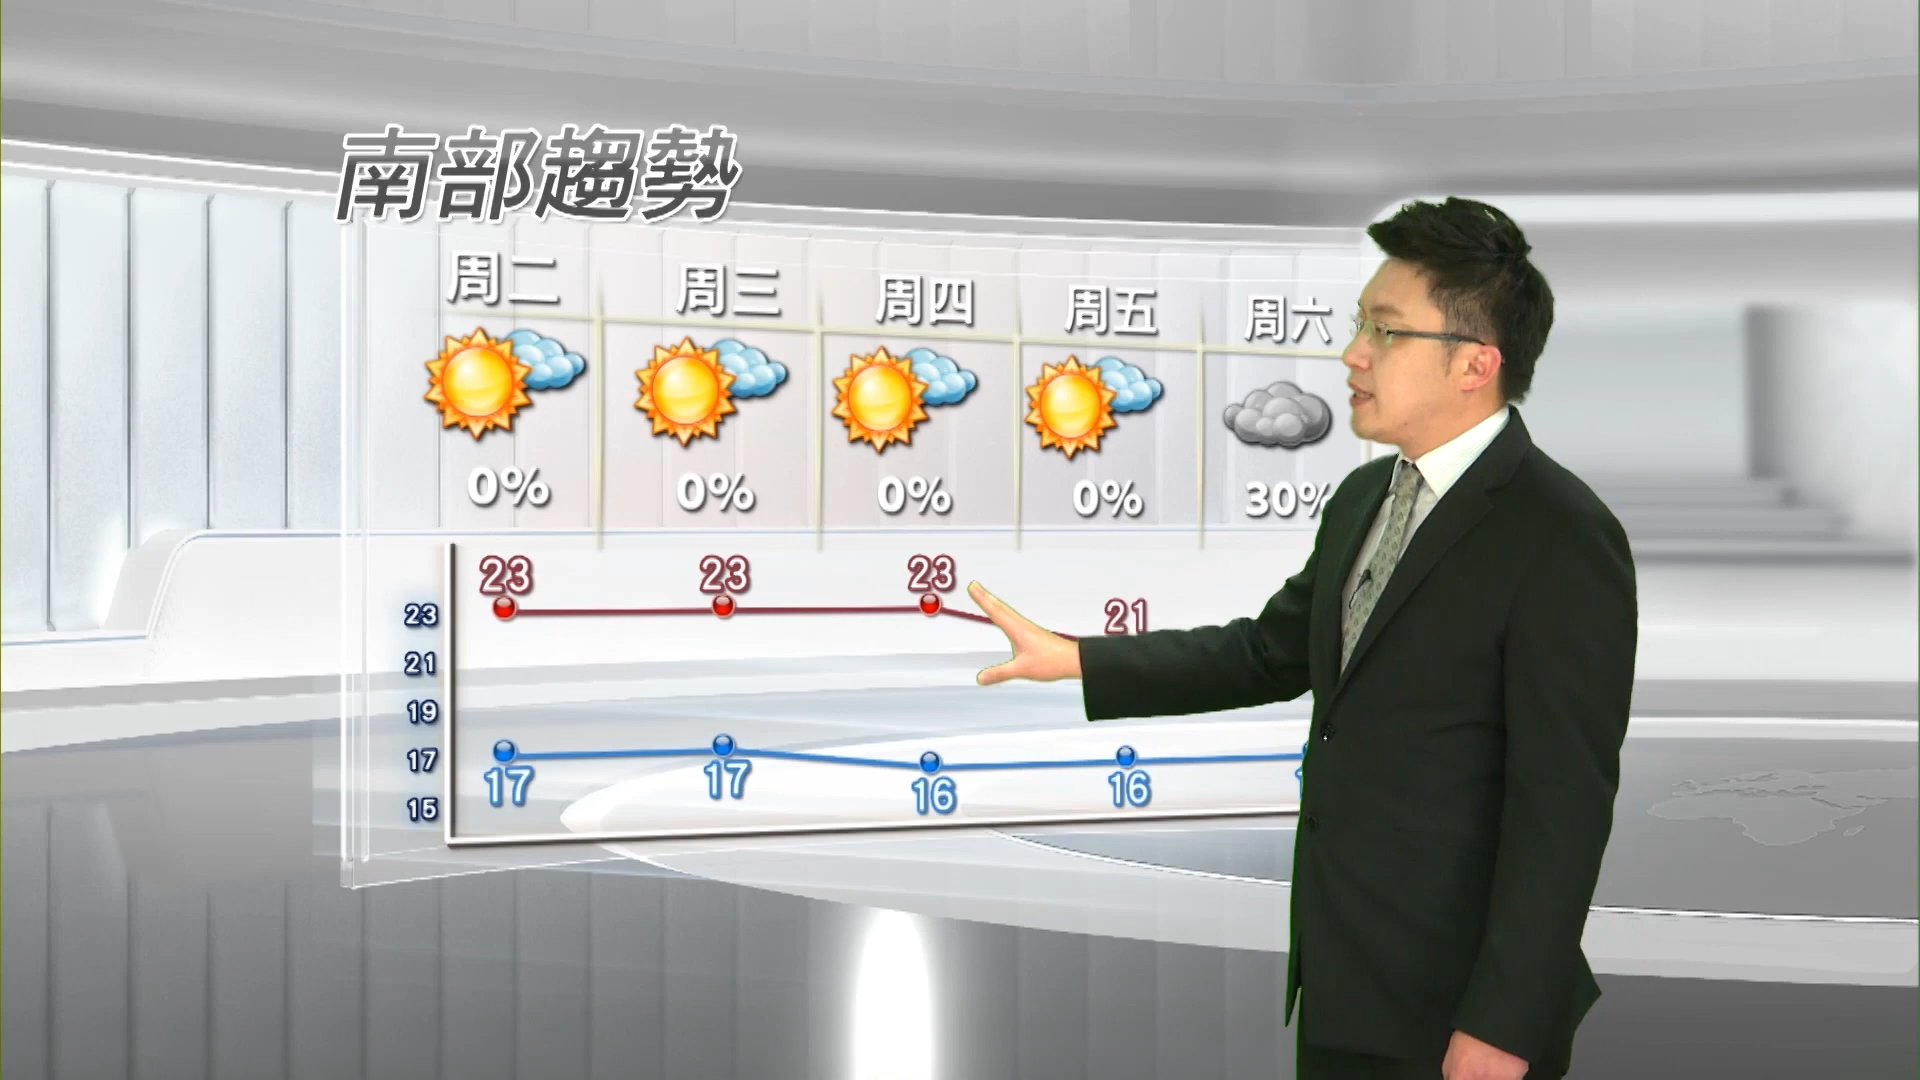 南部趨勢
周二 周三 周四 周五 周六
0% 0% 0% 0% 30%
23 23 23 21
23
21
19
17
15
17 17 16 16